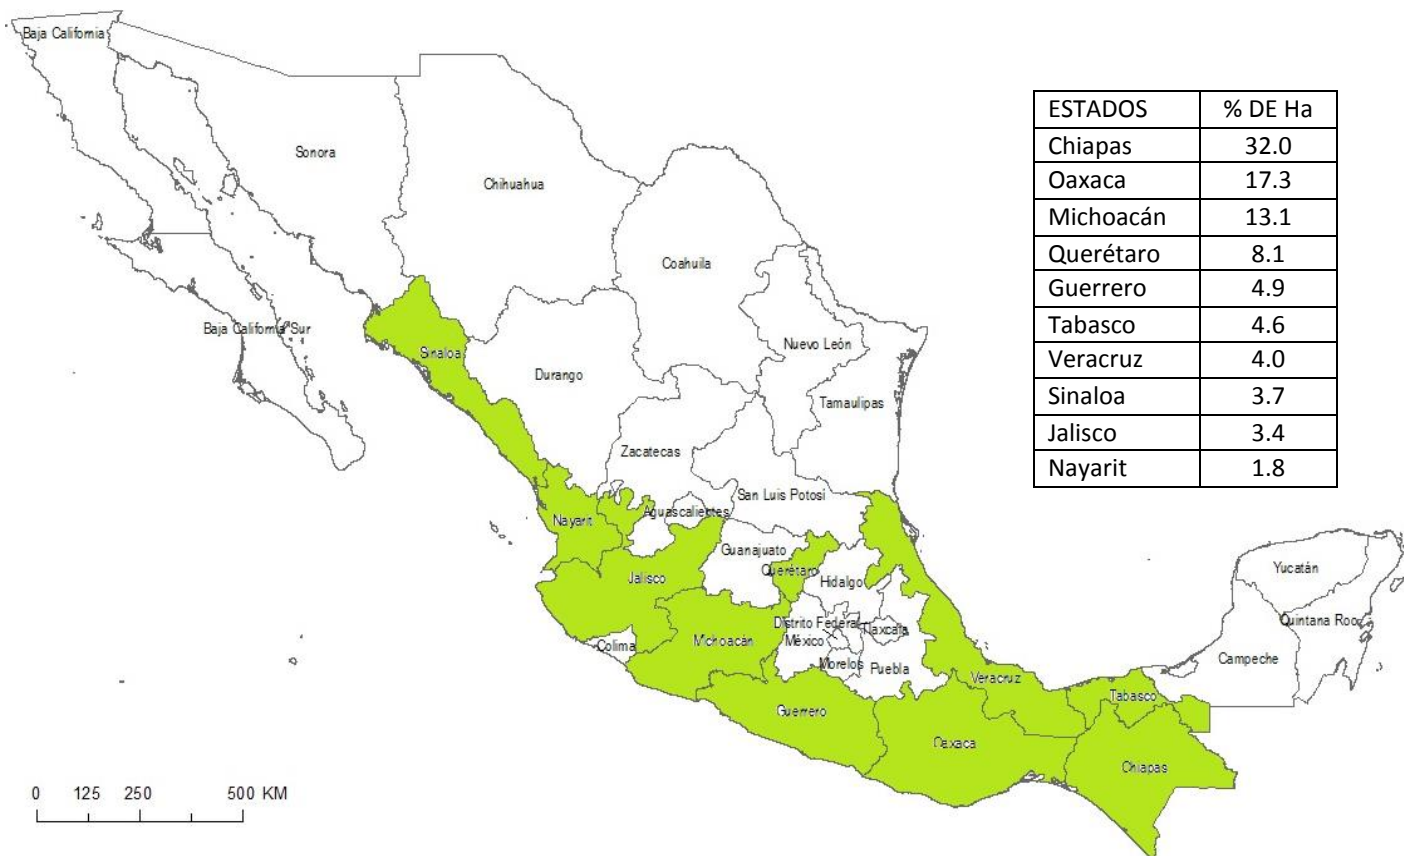 Baja California
Sonora
Chihuahua
Coahuila
Baja California Sur
Sinaloa
Durango
Nuevo León
Tamaulipas
Zacatecas
San Luis Potosí
Nayarit
Aguascalientes
Guanajuato
Querétaro
Hidalgo
Jalisco
Distrito Federal
Tlaxcala
México
Colima
Michoacán
Morelos
Puebla
Veracruz
Guerrero
Oaxaca
Tabasco
Chiapas
Yucatán
Quintana Roo
Campeche
ESTADOS % DE Ha
Chiapas 32.0
Oaxaca 17.3
Michoacán 13.1
Querétaro 8.1
Guerrero 4.9
Tabasco 4.6
Veracruz 4.0
Sinaloa 3.7
Jalisco 3.4
Nayarit 1.8
0 125 250 500 KM